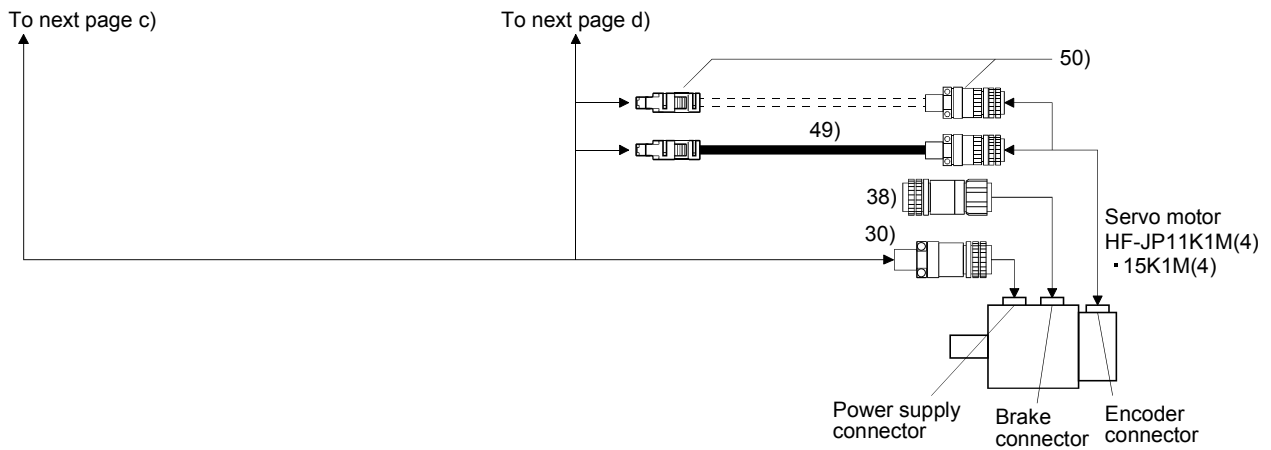 To next page c)
To next page d)
50)
49)
38)
30)
Servo motor
HF-JP11K1M(4)
・15K1M(4)
Power supply
connector
Brake
connector
Encoder
connector